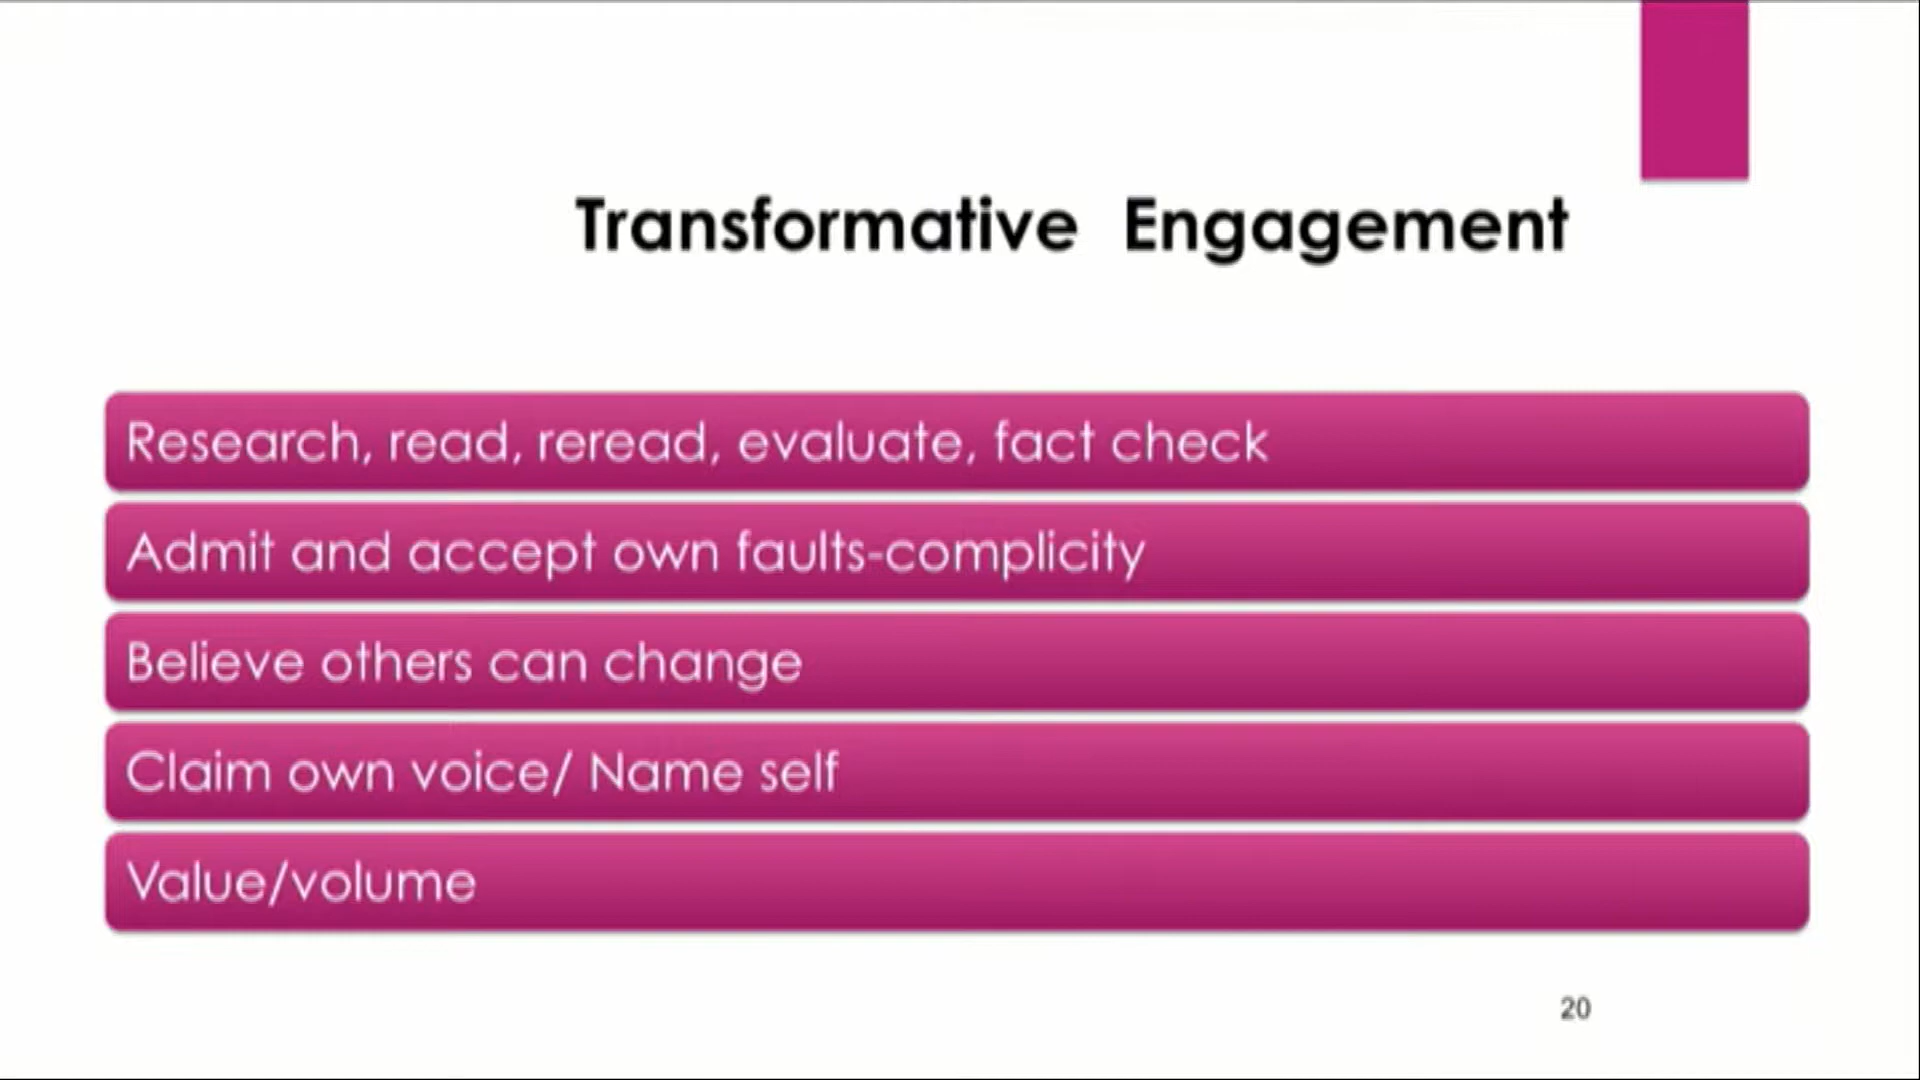 Transformative Engagement
Research, read, reread, evaluate, fact check
Admit and accept own faults-complicity
Believe others can change
Claim own voice/ Name self
Value/volume
20